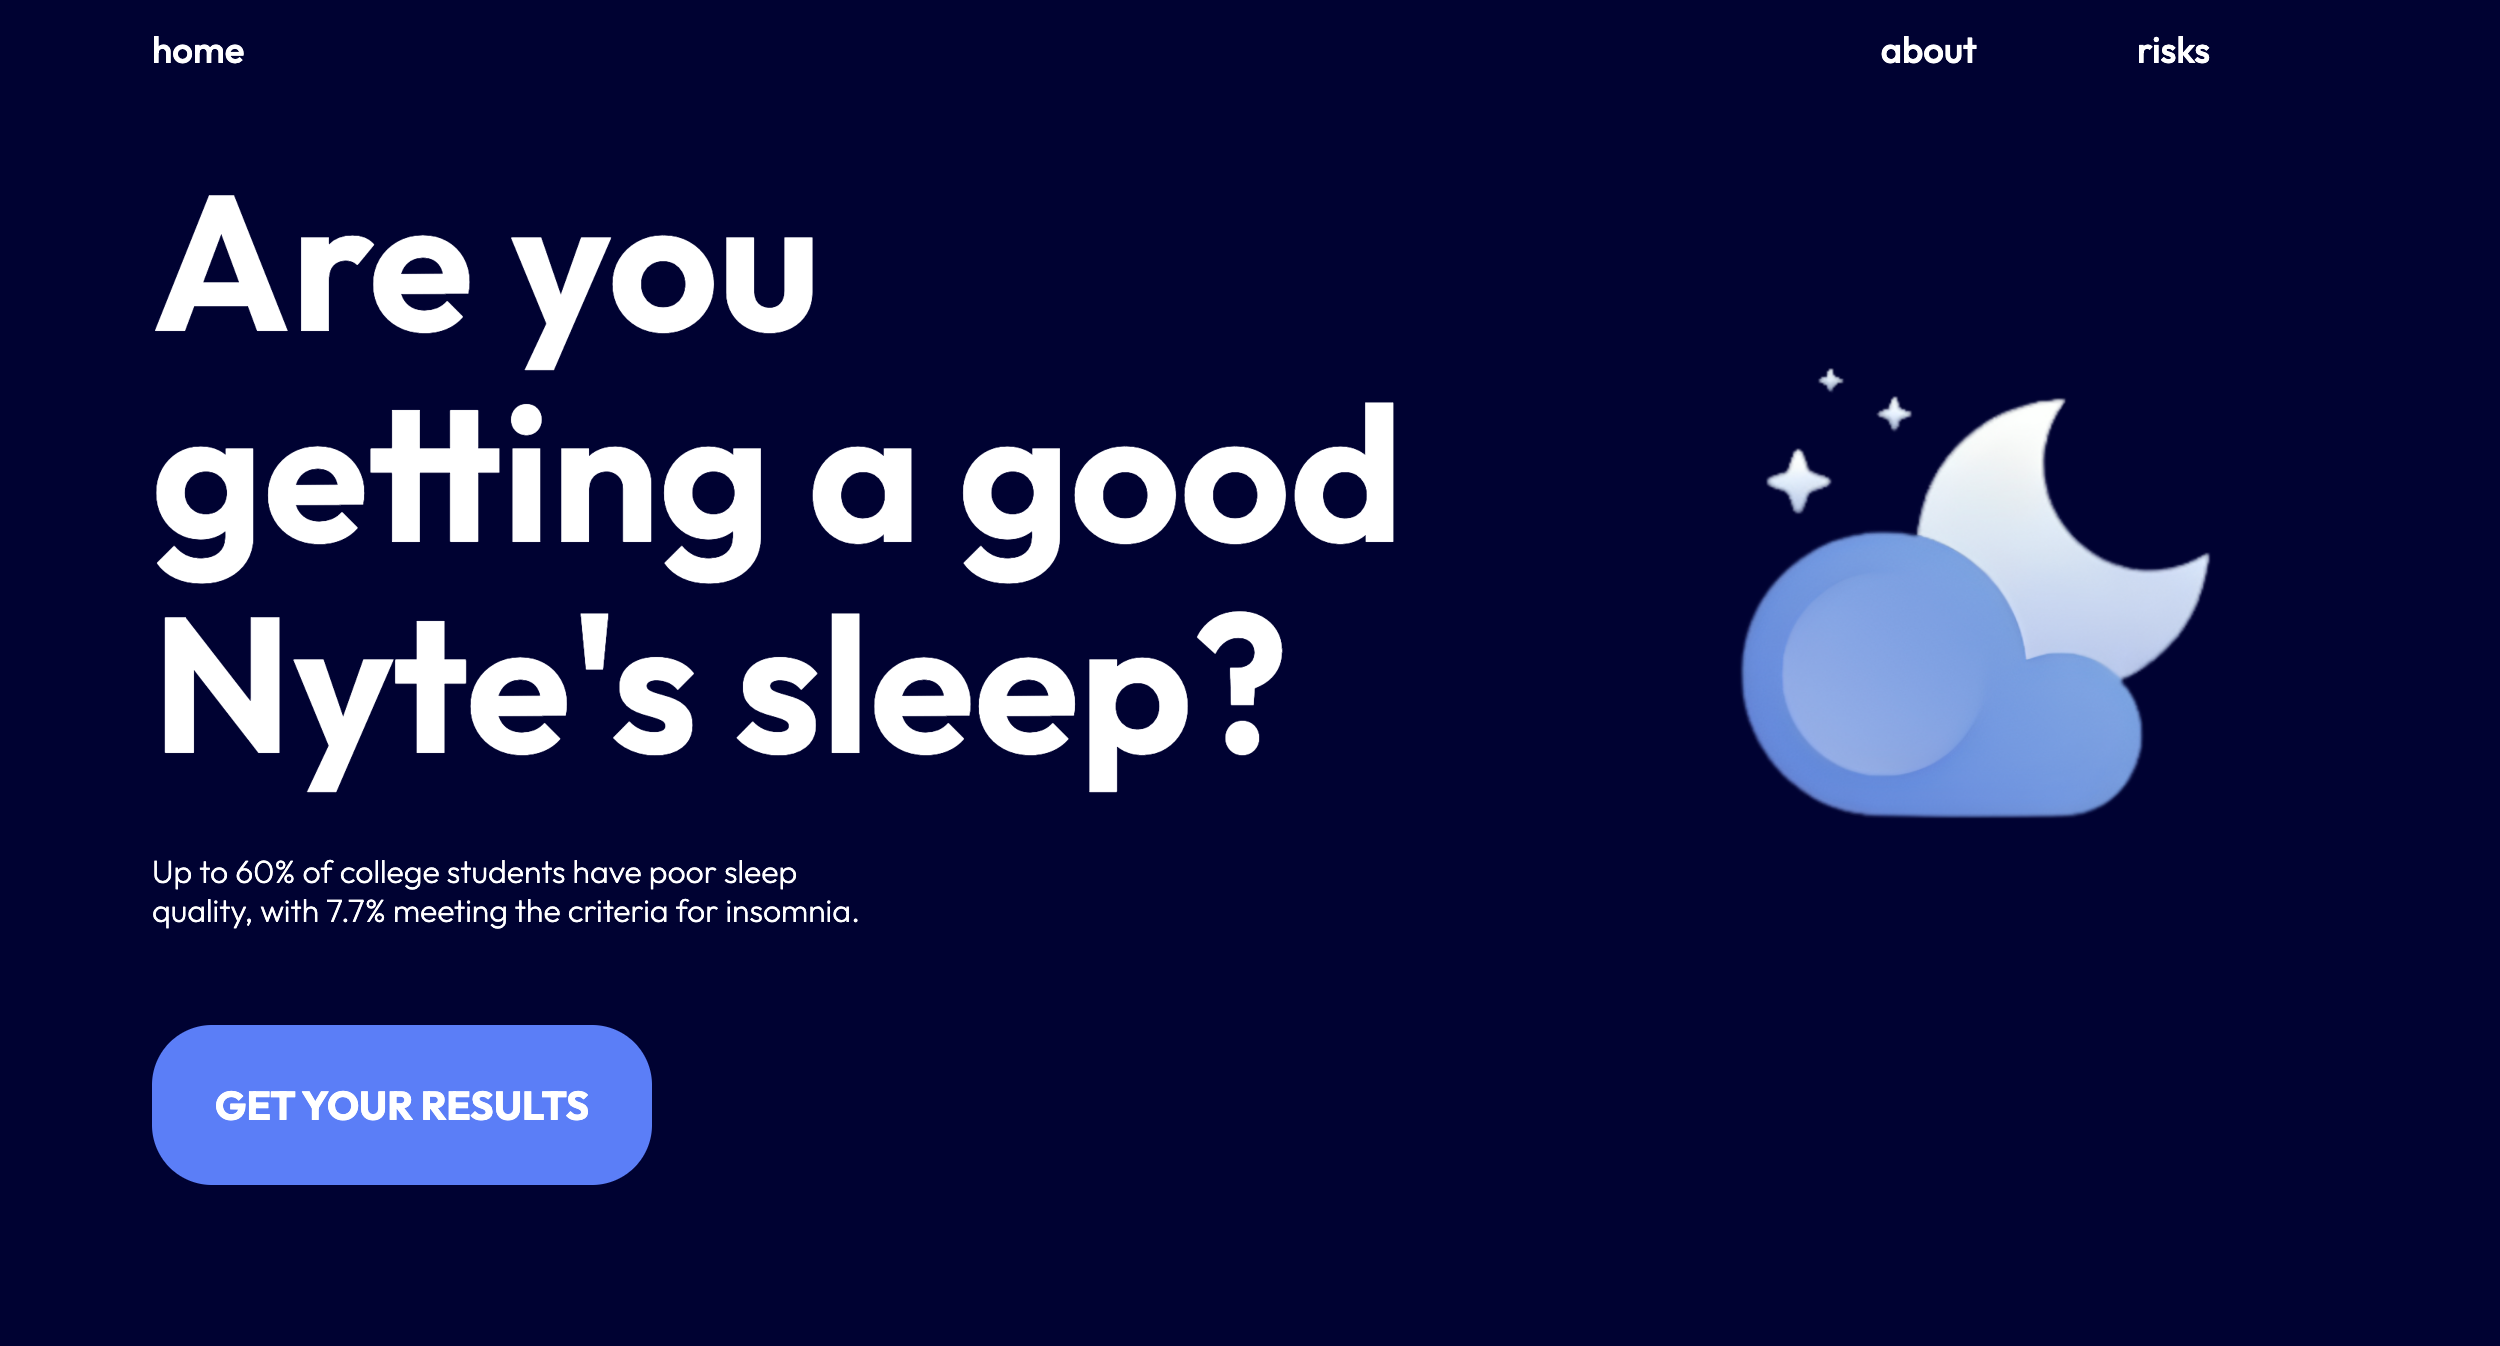 home
about
risks
Are you
getting a good
Nyte's sleep?
Up to 60% of college students have poor sleep
quality, with 7.7% meeting the criteria for insomnia.
GET YOUR RESULTS